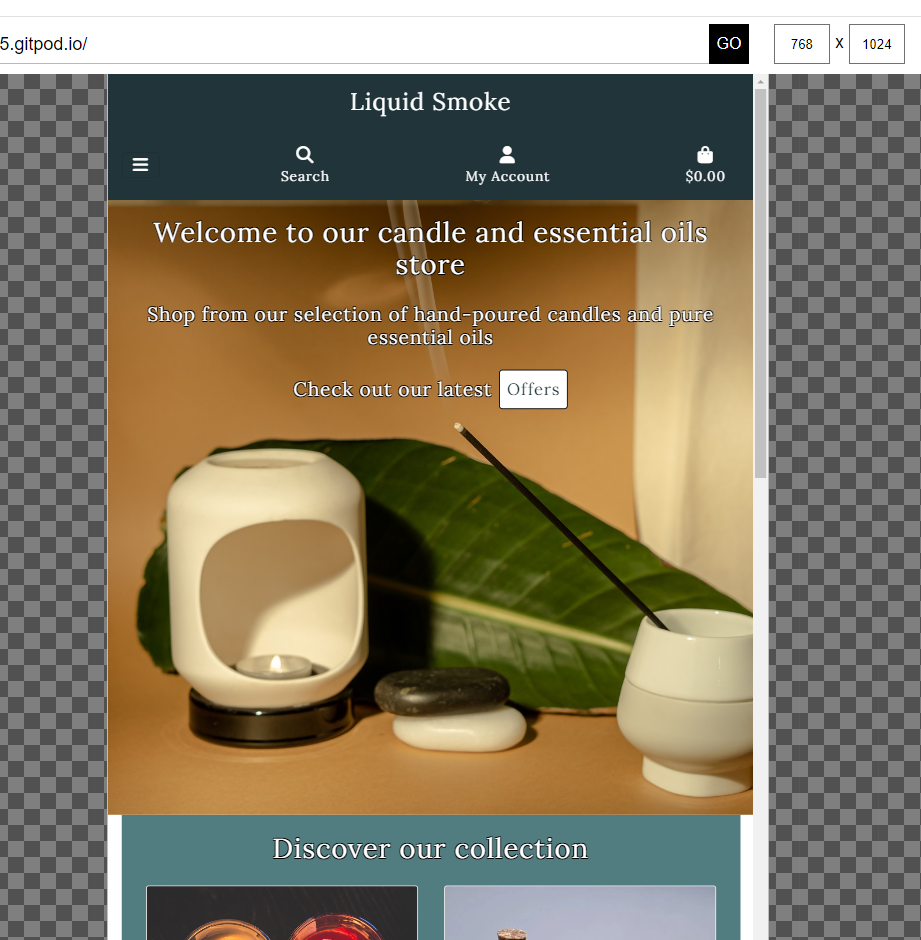 5.gitpod.io/
GO
768 X 1024
Liquid Smoke
Search
My Account
$0.00
Welcome to our candle and essential oils
store
Shop from our selection of hand-poured candles and pure
essential oils
Check out our latest Offers
Discover our collection